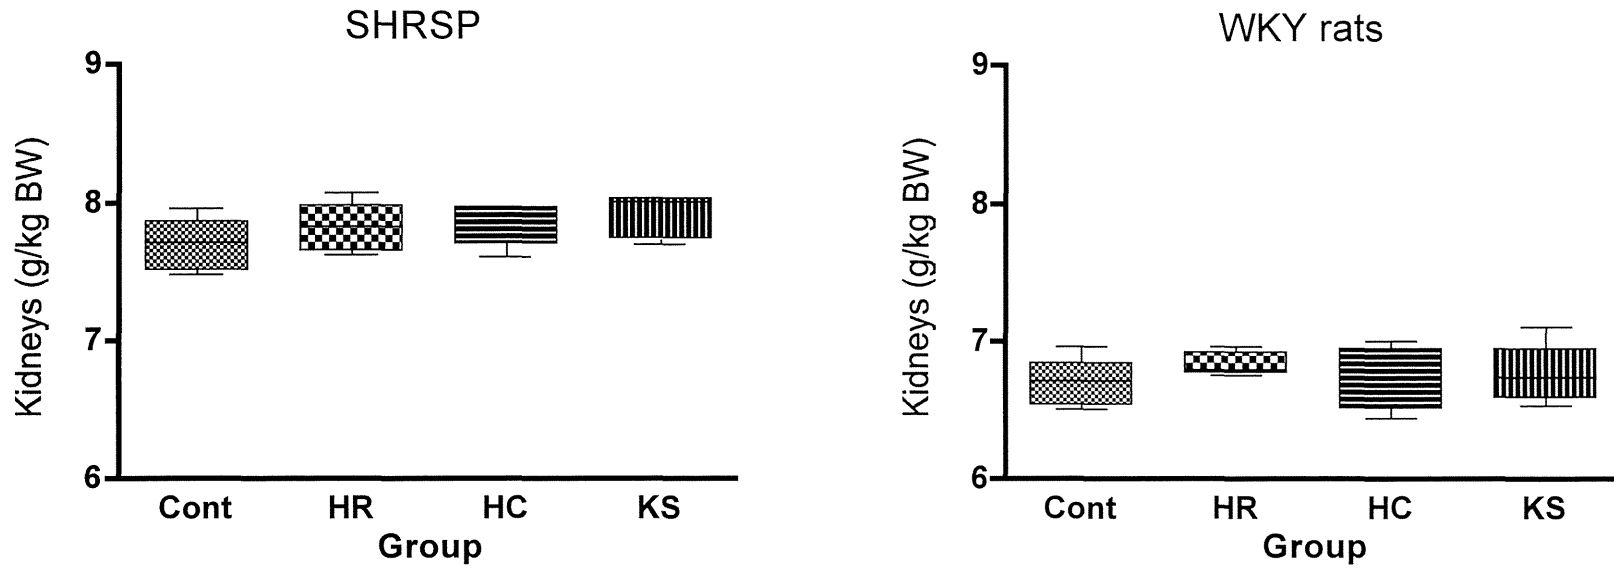 SHRSP
Kidneys (g/kg BW)
9
8
7
6
Cont HR HC KS
Group
WKY rats
Kidneys (g/kg BW)
9
8
7
6
Cont HR HC KS
Group